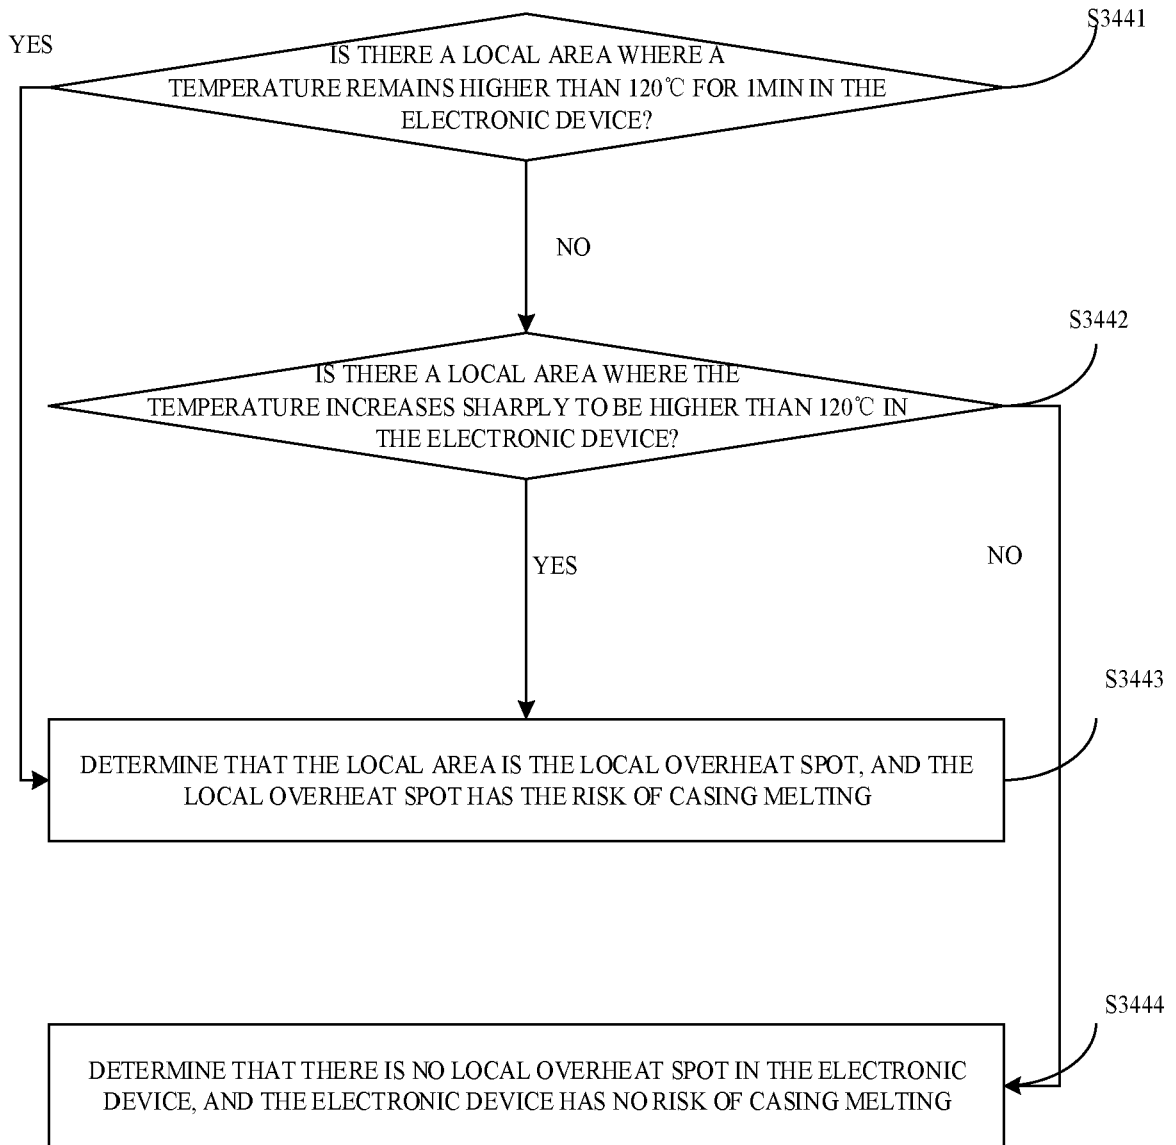 S3441
YES
IS THERE A LOCAL AREA WHERE A
TEMPERATURE REMAINS HIGHER THAN 120℃ FOR 1MIN IN THE
ELECTRONIC DEVICE?
NO
S3442
IS THERE A LOCAL AREA WHERE THE
TEMPERATURE INCREASES SHARPLY TO BE HIGHER THAN 120℃ IN
THE ELECTRONIC DEVICE?
YES
NO
S3443
DETERMINE THAT THE LOCAL AREA IS THE LOCAL OVERHEAT SPOT, AND THE
LOCAL OVERHEAT SPOT HAS THE RISK OF CASING MELTING
S3444
DETERMINE THAT THERE IS NO LOCAL OVERHEAT SPOT IN THE ELECTRONIC
DEVICE, AND THE ELECTRONIC DEVICE HAS NO RISK OF CASING MELTING